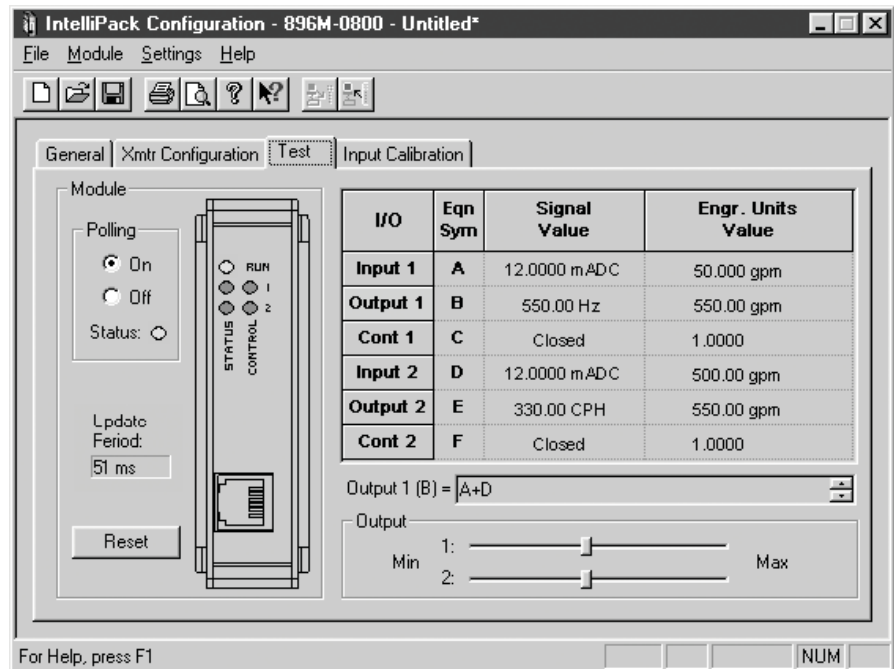 IntelliPack Configuration - 896M-0800 - Untitled*
File Module Settings Help
General Xmtr Configuration Test Input Calibration
Module
Polling
On
Off
Status:
RUN
1
2
STATUS
CONTROL
Update
Period:
51 ms
Reset
I/O Eqn Sym Signal Value Engr. Units Value
Input 1 A 12.0000 mADC 50.000 gpm
Output 1 B 550.00 Hz 550.00 gpm
Cont 1 C Closed 1.0000
Input 2 D 12.0000 mADC 500.00 gpm
Output 2 E 330.00 CPH 550.00 gpm
Cont 2 F Closed 1.0000
Output 1 (B) = A+D
Output
1:
Min Max
2:
For Help, press F1 NUM